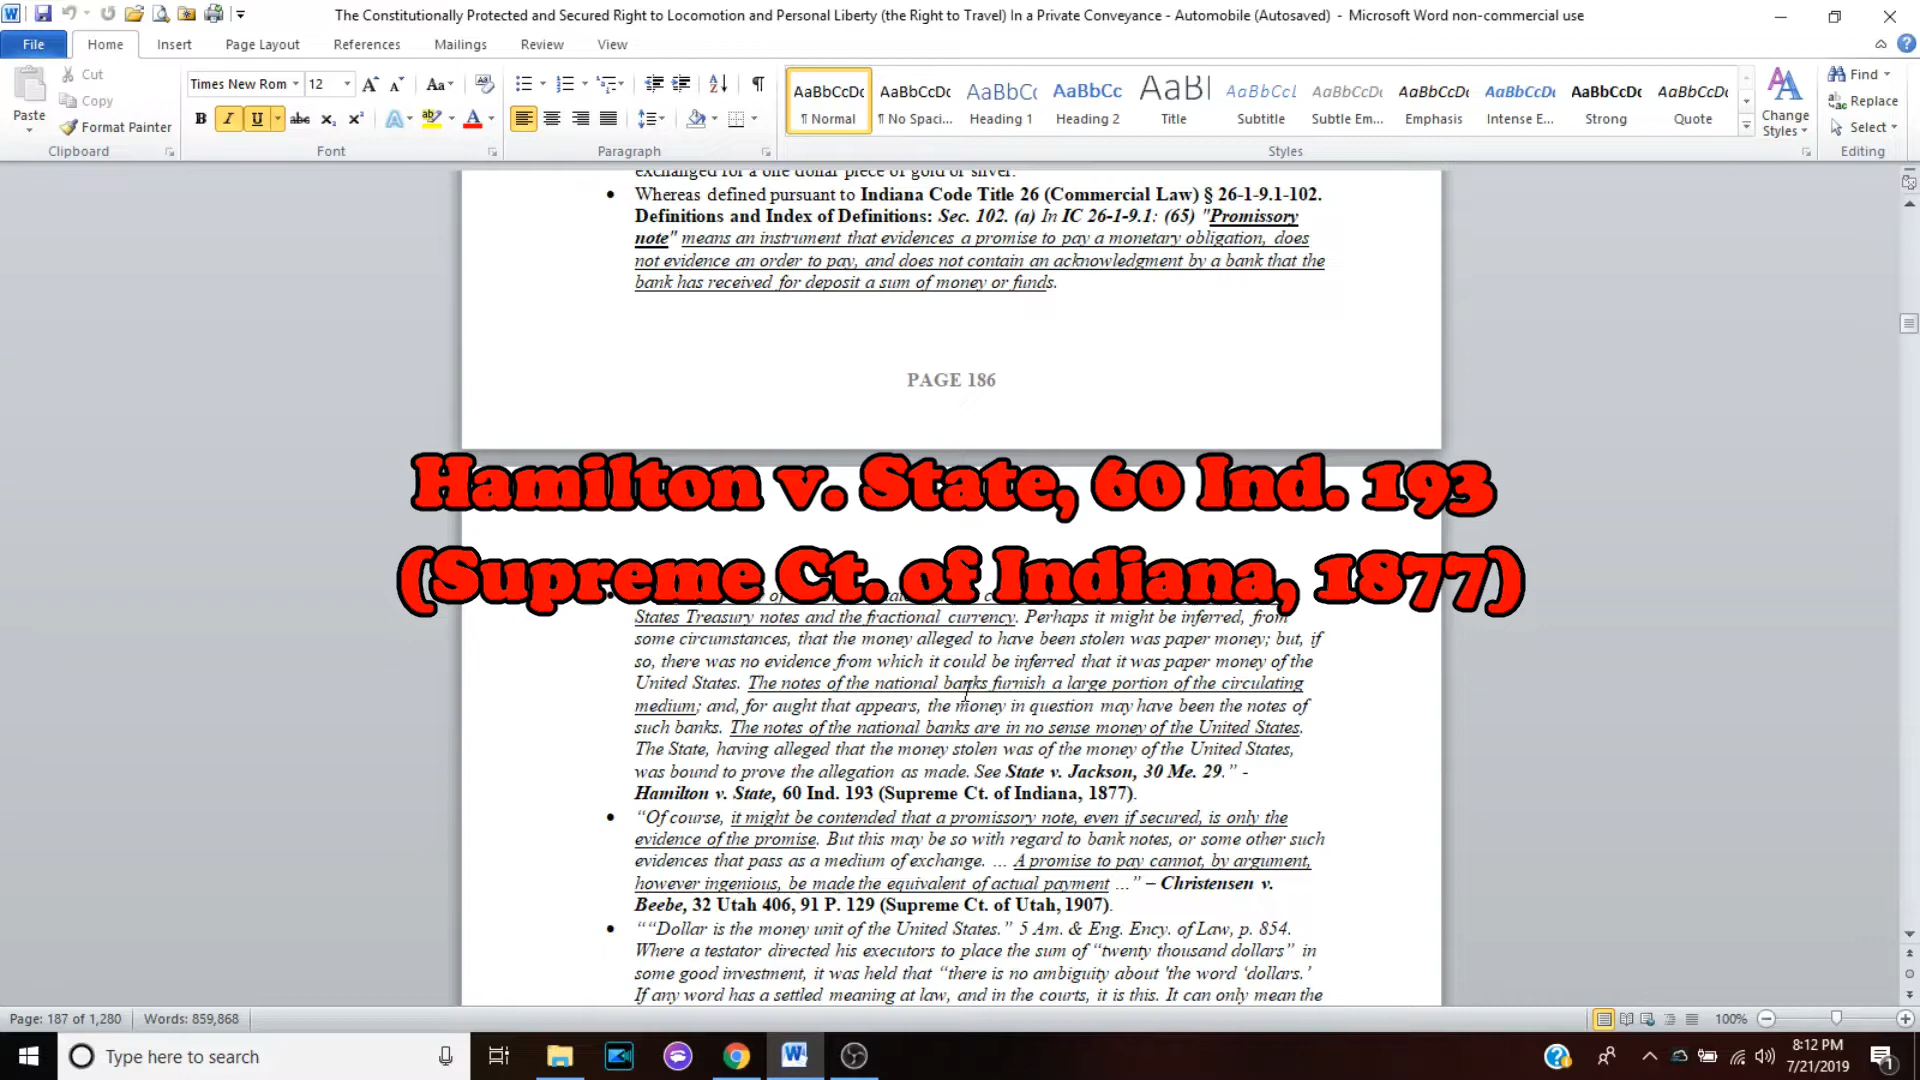 The Constitutionally Protected and Secured Right to Locomotion and Personal Liberty (the Right to Travel) In a Private Conveyance - Automobile (Autosaved) - Microsoft Word non-commercial use
File Home Insert Page Layout References Mailings Review View
Paste
Cut
Copy
Format Painter
Clipboard
Times New Rom 12
Font
Paragraph
AaBbCcDc AaBbCcDc AaBbCc AaBbCc AaBl AaBbCcL AaBbCcDc AaBbCcDc AaBbCcDc AaBbCcDc AaBbCcDc
¶ Normal ¶ No Spaci... Heading 1 Heading 2 Title Subtitle Subtle Em... Emphasis Intense E... Strong Quote
Styles
Change Styles
Find
Replace
Select
Editing
exchanged for a one dollar piece of gold or silver.
• Whereas defined pursuant to Indiana Code Title 26 (Commercial Law) § 26-1-9.1-102.
Definitions and Index of Definitions: Sec. 102. (a) In IC 26-1-9.1: (65) "Promissory
note" means an instrument that evidences a promise to pay a monetary obligation, does
not evidence an order to pay, and does not contain an acknowledgment by a bank that the
bank has received for deposit a sum of money or funds.
PAGE 186
Hamilton v. State, 60 Ind. 193
(Supreme Ct. of Indiana, 1877)
States Treasury notes and the fractional currency. Perhaps it might be inferred, from
some circumstances, that the money alleged to have been stolen was paper money; but, if
so, there was no evidence from which it could be inferred that it was paper money of the
United States. The notes of the national banks furnish a large portion of the circulating
medium; and, for aught that appears, the money in question may have been the notes of
such banks. The notes of the national banks are in no sense money of the United States.
The State, having alleged that the money stolen was of the money of the United States,
was bound to prove the allegation as made. See State v. Jackson, 30 Me. 29.” -
Hamilton v. State, 60 Ind. 193 (Supreme Ct. of Indiana, 1877).
• “Of course, it might be contended that a promissory note, even if secured, is only the
evidence of the promise. But this may be so with regard to bank notes, or some other such
evidences that pass as a medium of exchange. … A promise to pay cannot, by argument,
however ingenious, be made the equivalent of actual payment …” – Christensen v.
Beebe, 32 Utah 406, 91 P. 129 (Supreme Ct. of Utah, 1907).
• ““Dollar is the money unit of the United States.” 5 Am. & Eng. Ency. of Law, p. 854.
Where a testator directed his executors to place the sum of “twenty thousand dollars” in
some good investment, it was held that “there is no ambiguity about 'the word ‘dollars.’
If any word has a settled meaning at law, and in the courts, it is this. It can only mean the
Page: 187 of 1,280 Words: 859,868 100%
Type here to search
8:12 PM
7/21/2019